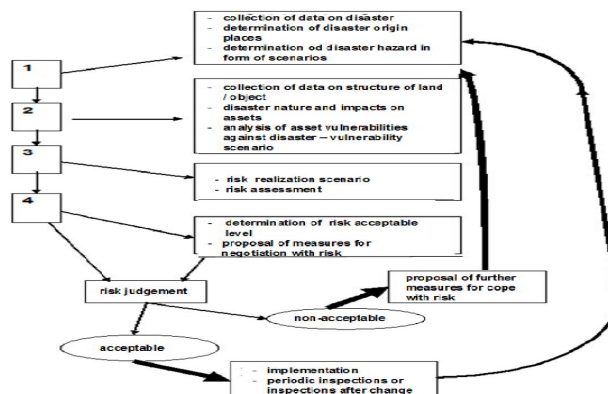 - collection of data on disaster
- determination of disaster origin
places
- determination od disaster hazard in
form of scenarios
1
- collection of data on structure of land
/ object
- disaster nature and impacts on
assets
- analysis of asset vulnerabilities
against disaster – vulnerability
scenario
2
3
- risk realization scenario
- risk assessment
4
- determination of risk acceptable
level
- proposal of measures for
negotiation with risk
risk judgement
proposal of further
measures for cope
with risk
non-acceptable
acceptable
- implementation
- periodic inspections or
inspections after change